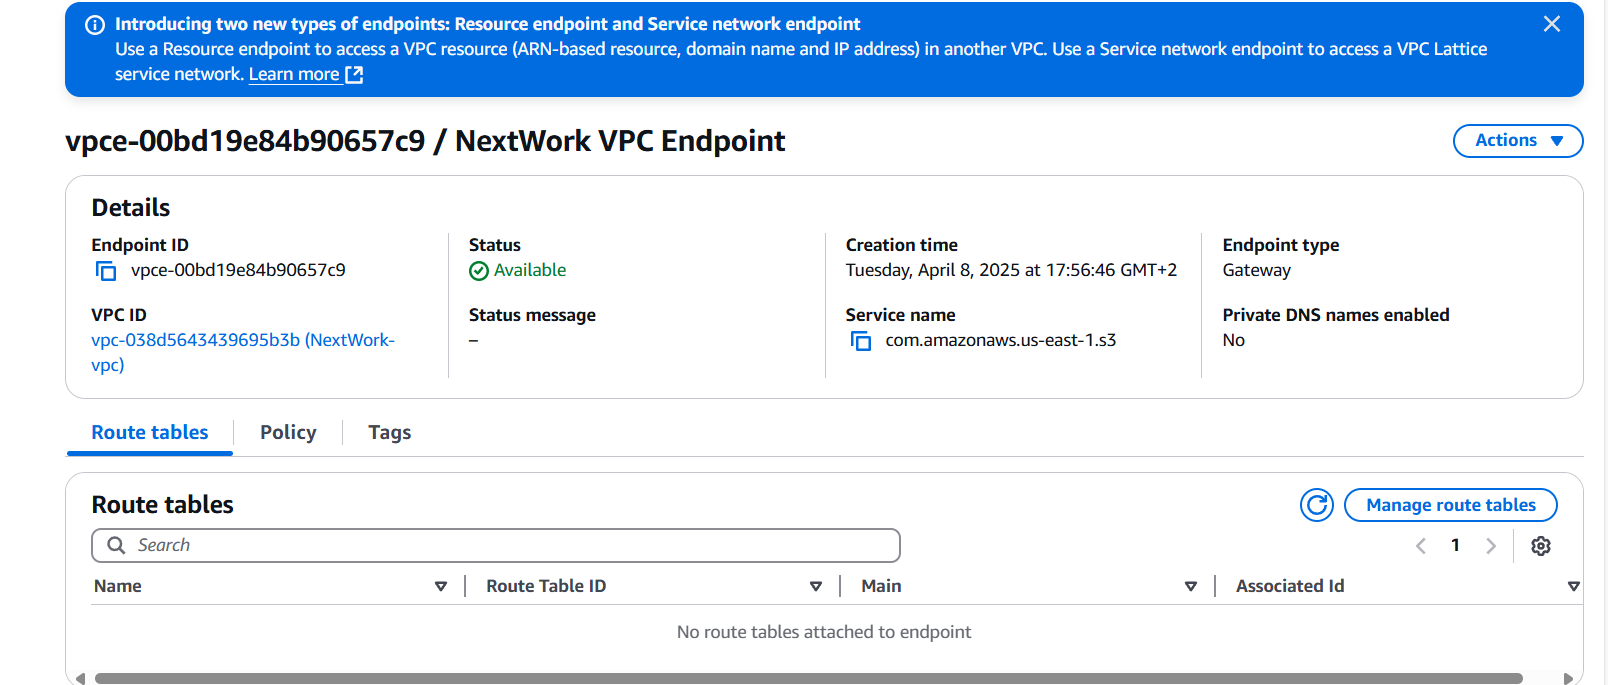 Introducing two new types of endpoints: Resource endpoint and Service network endpoint
Use a Resource endpoint to access a VPC resource (ARN-based resource, domain name and IP address) in another VPC. Use a Service network endpoint to access a VPC Lattice
service network. Learn more
vpce-00bd19e84b90657c9 / NextWork VPC Endpoint
Actions
Details
Endpoint ID
vpce-00bd19e84b90657c9
VPC ID
vpc-038d5643439695b3b (NextWork-
vpc)
Status
Available
Status message
–
Creation time
Tuesday, April 8, 2025 at 17:56:46 GMT+2
Service name
com.amazonaws.us-east-1.s3
Endpoint type
Gateway
Private DNS names enabled
No
Route tables
Policy
Tags
Route tables
Manage route tables
Search
1
Name
Route Table ID
Main
Associated Id
No route tables attached to endpoint